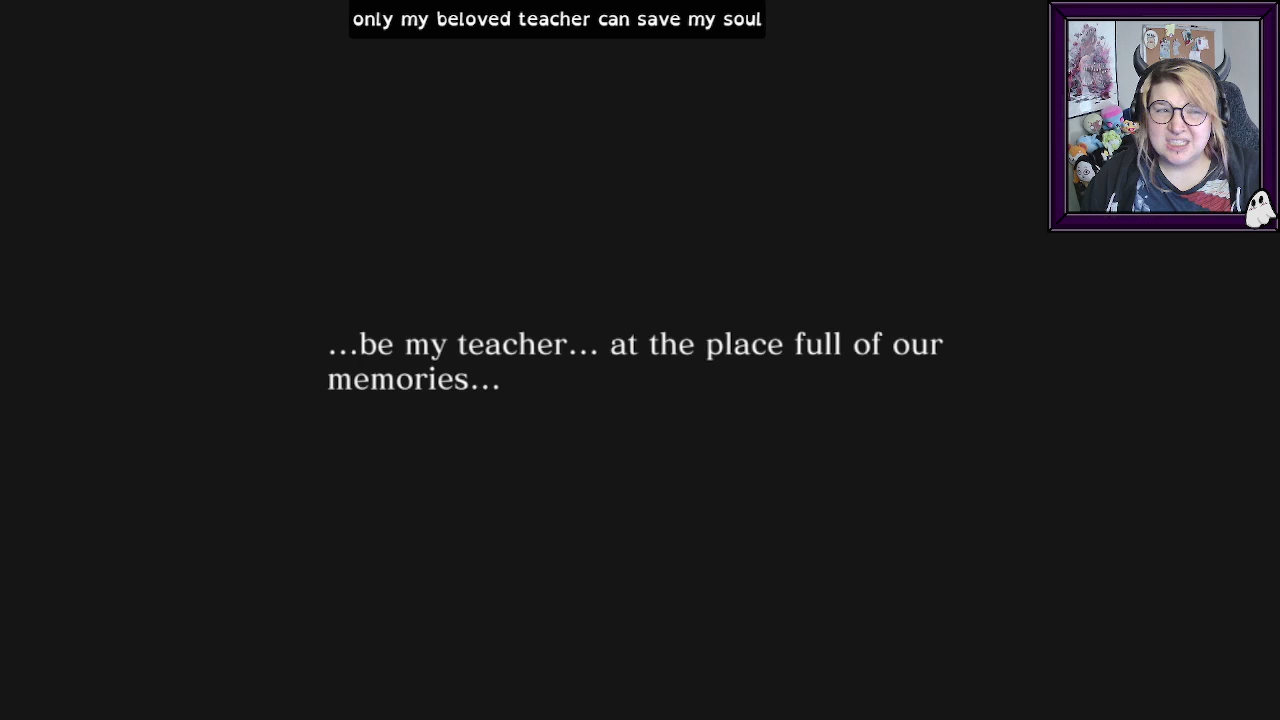 only my beloved teacher can save my soul
...be my teacher... at the place full of our
memories...